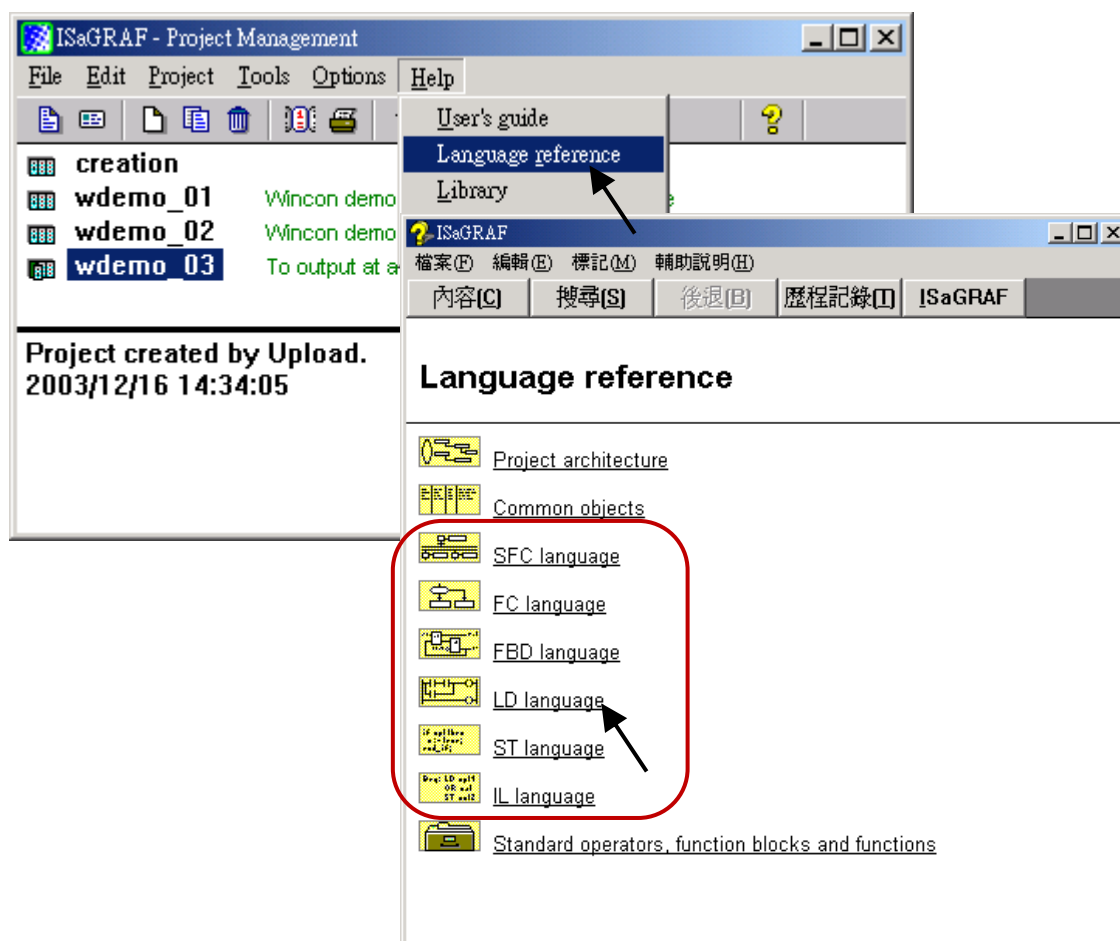 ISaGRAF - Project Management
File Edit Project Tools Options Help
User's guide
Language reference
Library
creation
wdemo_01 Wincon demo
wdemo_02 Wincon demo
wdemo_03 To output at a
Project created by Upload.
2003/12/16 14:34:05
ISaGRAF
檔案(F) 編輯(E) 標記(M) 輔助說明(H)
內容(C) 搜尋(S) 後退(B) 歷程記錄(T) ISaGRAF
Language reference
Project architecture
Common objects
SFC language
FC language
FBD language
LD language
ST language
IL language
Standard operators, function blocks and functions